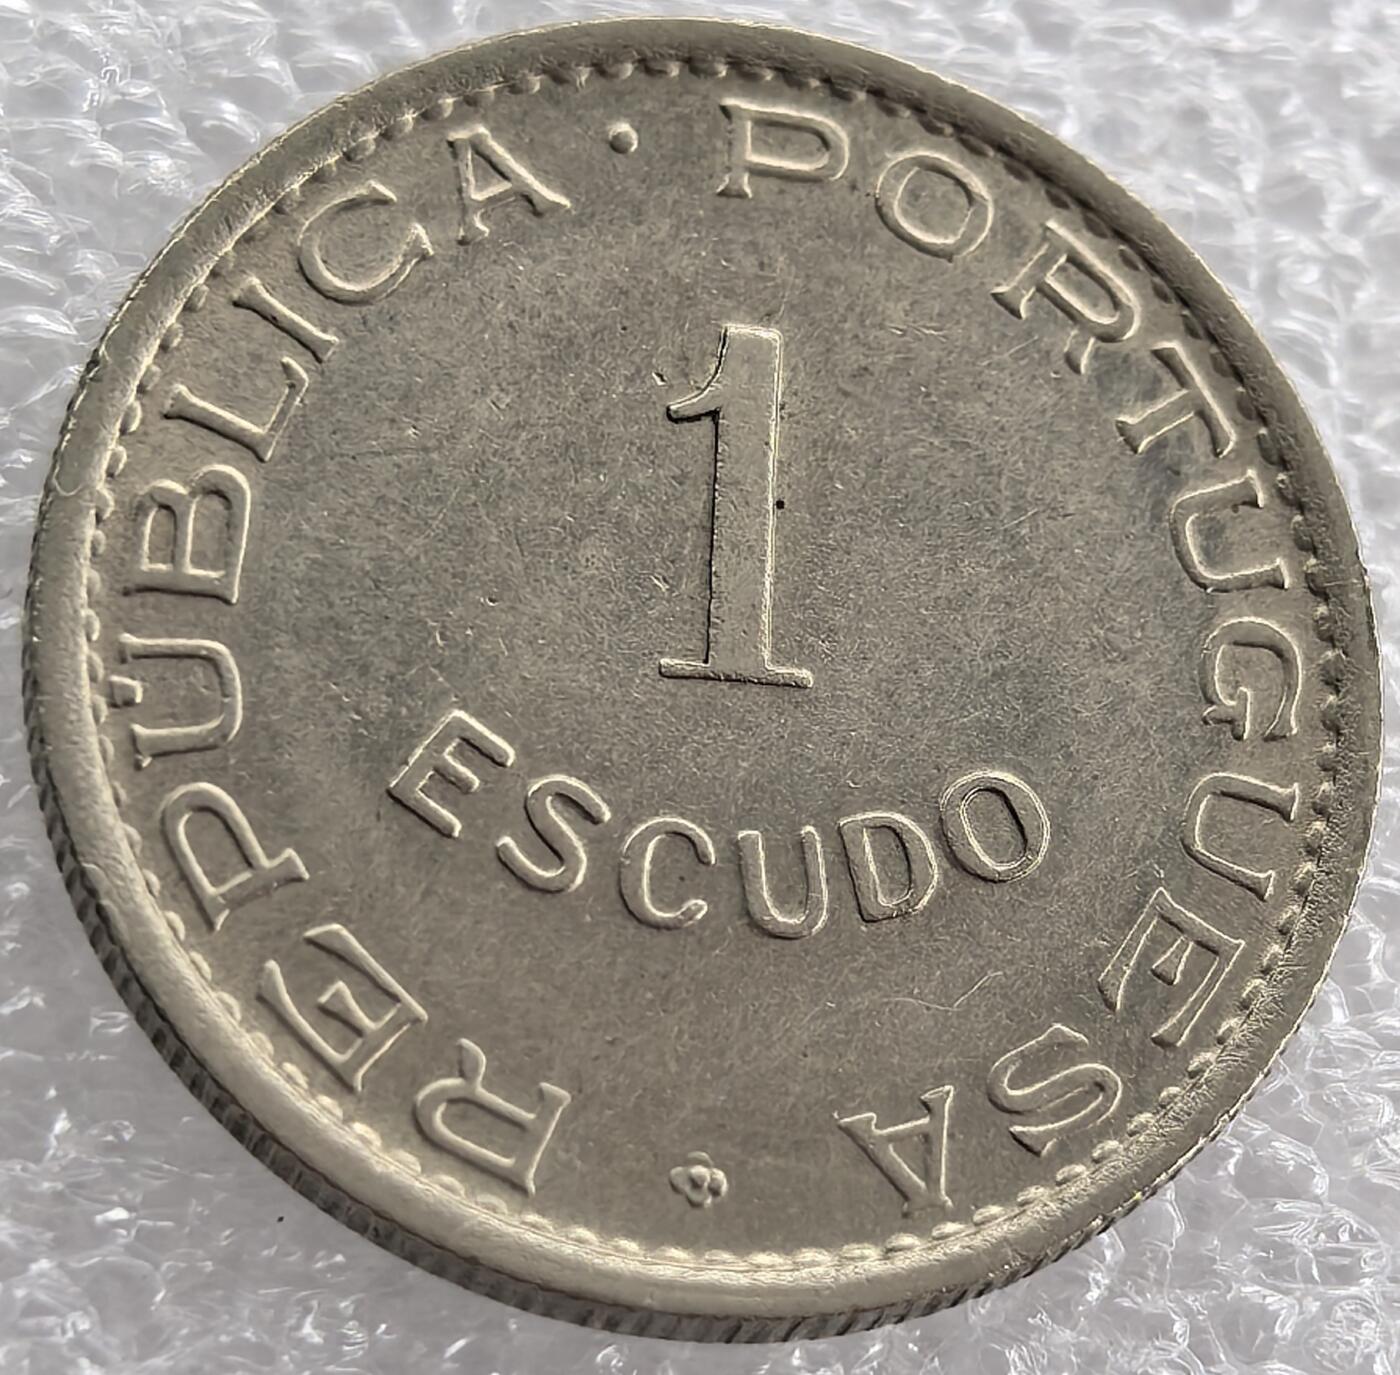 REPÚBLICA · PORTUGUESA
1
ESCUDO